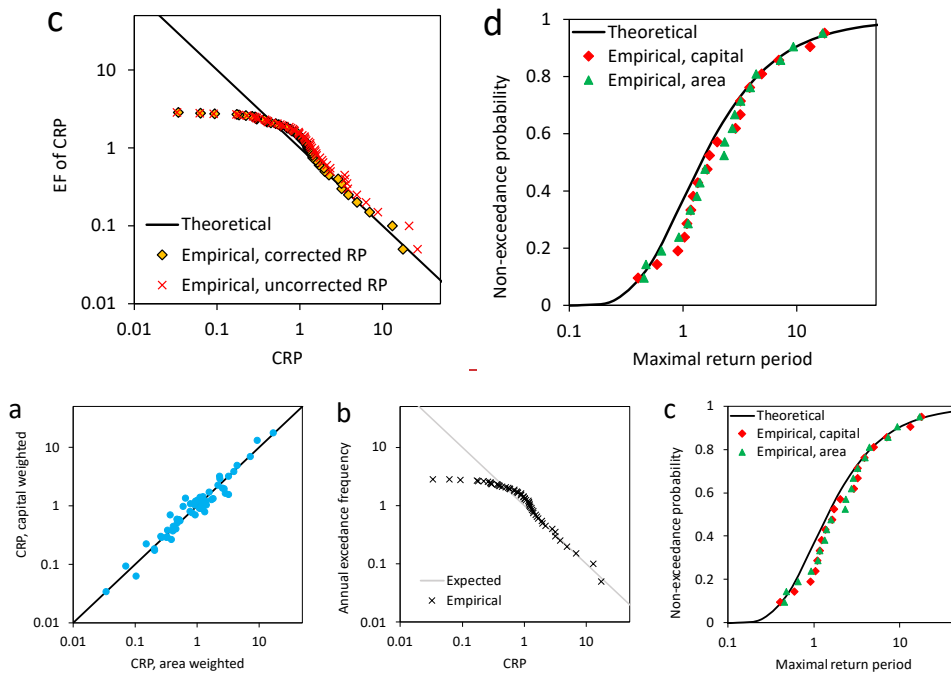 c
EF of CRP
10
1
0.1
0.01
Theoretical
Empirical, corrected RP
Empirical, uncorrected RP
0.01
0.1
1
10
CRP
d
Non-exceedance probability
1
0.8
0.6
0.4
0.2
0
Theoretical
Empirical, capital
Empirical, area
0.1
1
10
Maximal return period
a
CRP, capital weighted
10
1
0.1
0.01
0.01
0.1
1
10
CRP, area weighted
b
Annual excedance frequency
10
1
0.1
0.01
Expected
Empirical
0.01
0.1
1
10
CRP
c
Non-exceedance probability
1
0.8
0.6
0.4
0.2
0
Theoretical
Empirical, capital
Empirical, area
0.1
1
10
Maximal return period